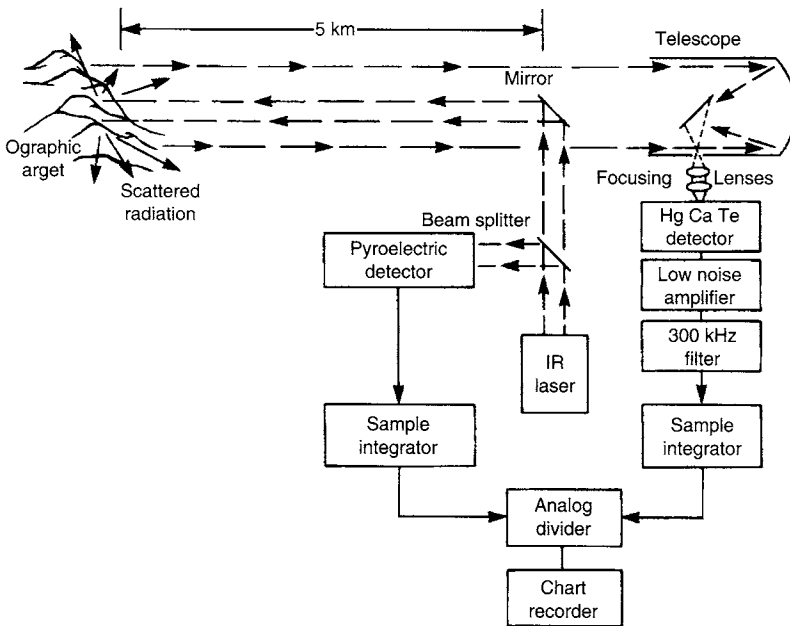 5 km
Telescope
Mirror
Ographic
arget
Scattered
radiation
Focusing Lenses
Beam splitter
Pyroelectric
detector
Hg Ca Te
detector
Low noise
amplifier
300 kHz
filter
IR
laser
Sample
integrator
Sample
integrator
Analog
divider
Chart
recorder